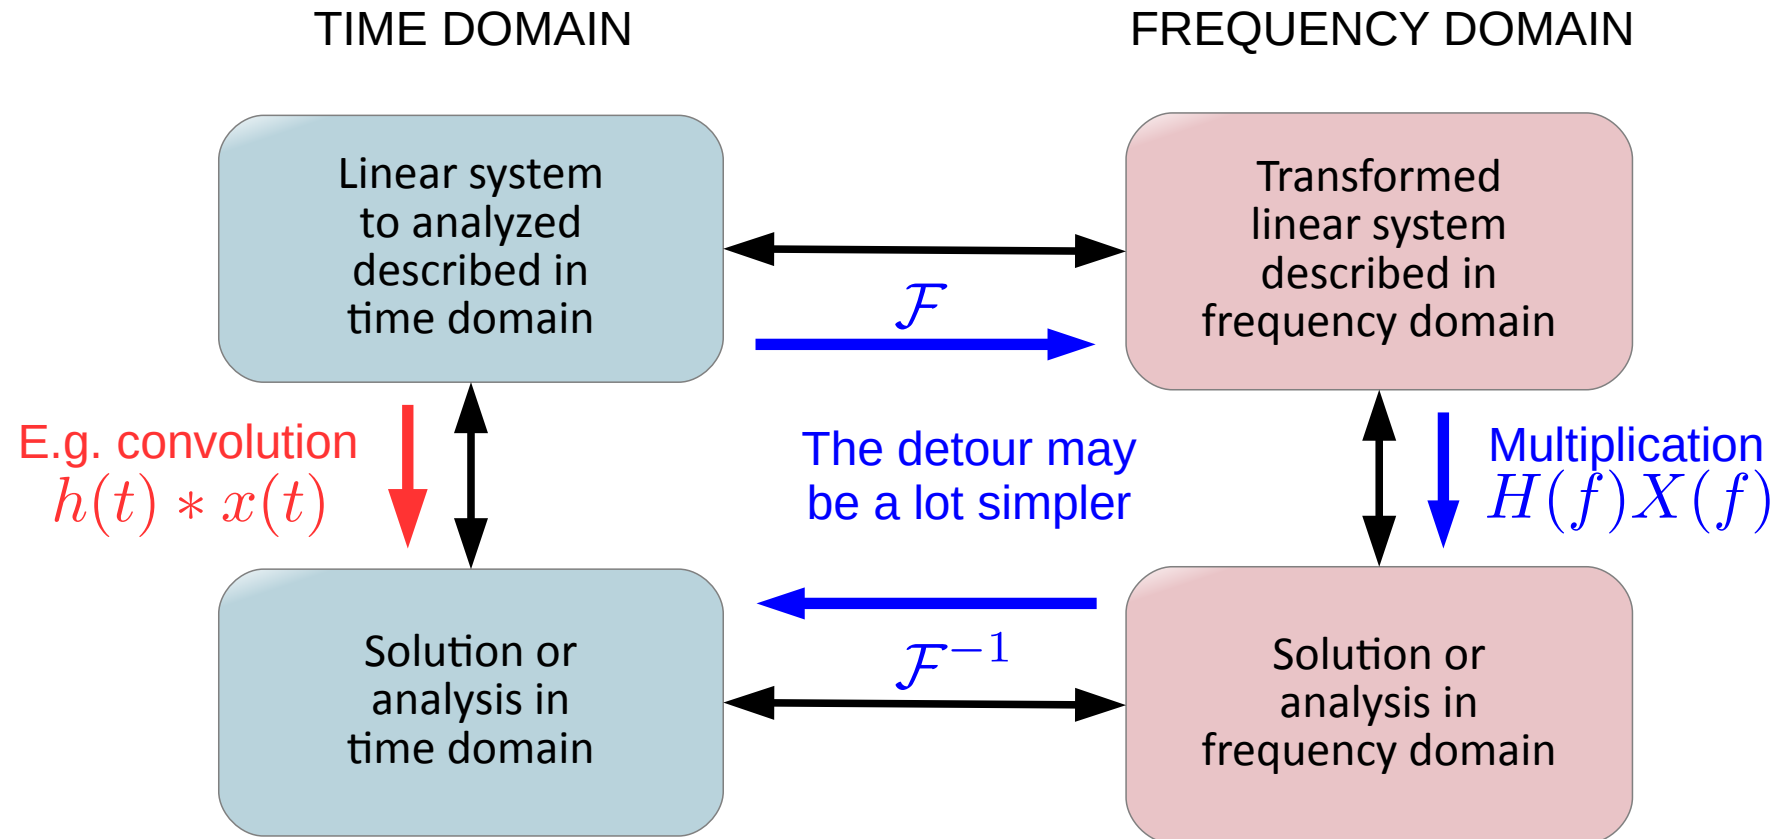 TIME DOMAIN
FREQUENCY DOMAIN
Linear system
to analyzed
described in
time domain
Transformed
linear system
described in
frequency domain
ℱ
E.g. convolution
h(t) ∗ x(t)
The detour may
be a lot simpler
Multiplication
H(f)X(f)
ℱ⁻¹
Solution or
analysis in
time domain
Solution or
analysis in
frequency domain